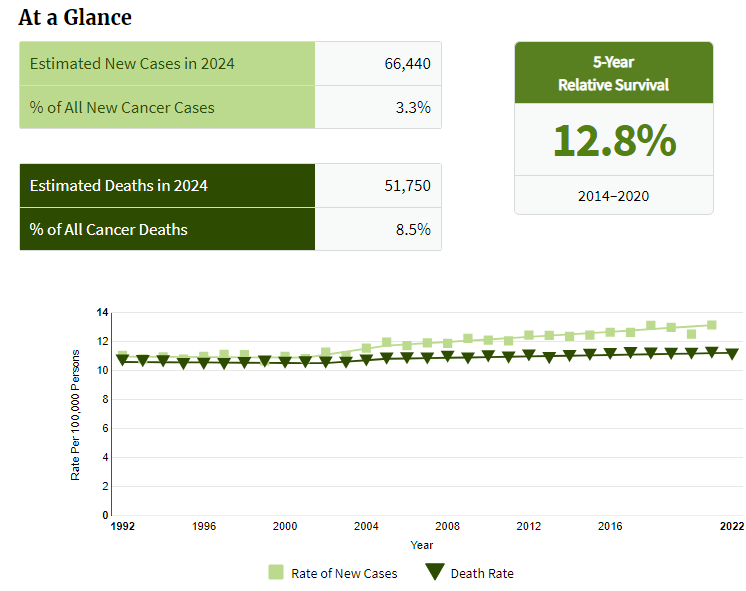 At a Glance
Estimated New Cases in 2024 66,440
% of All New Cancer Cases 3.3%
Estimated Deaths in 2024 51,750
% of All Cancer Deaths 8.5%
5-Year
Relative Survival
12.8%
2014–2020
14
12
10
8
6
4
2
0
Rate Per 100,000 Persons
1992 1996 2000 2004 2008 2012 2016 2022
Year
Rate of New Cases Death Rate